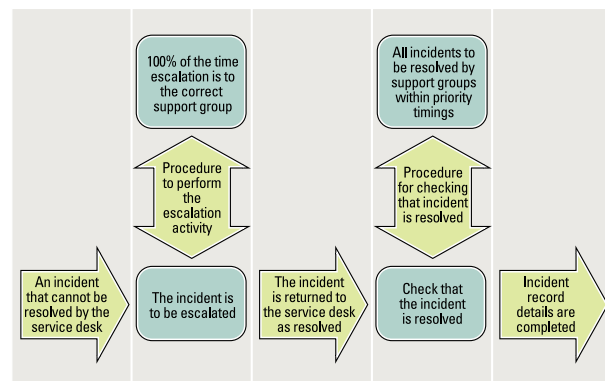 100% of the time
escalation is to
the correct
support group
All incidents to
be resolved by
support groups
within priority
timings
Procedure
to perform
the
escalation
activity
Procedure
for checking
that incident
is resolved
An incident
that cannot be
resolved by the
service desk
The incident is
to be escalated
The incident
is returned to
the service desk
as resolved
Check that
the incident
is resolved
Incident
record
details are
completed